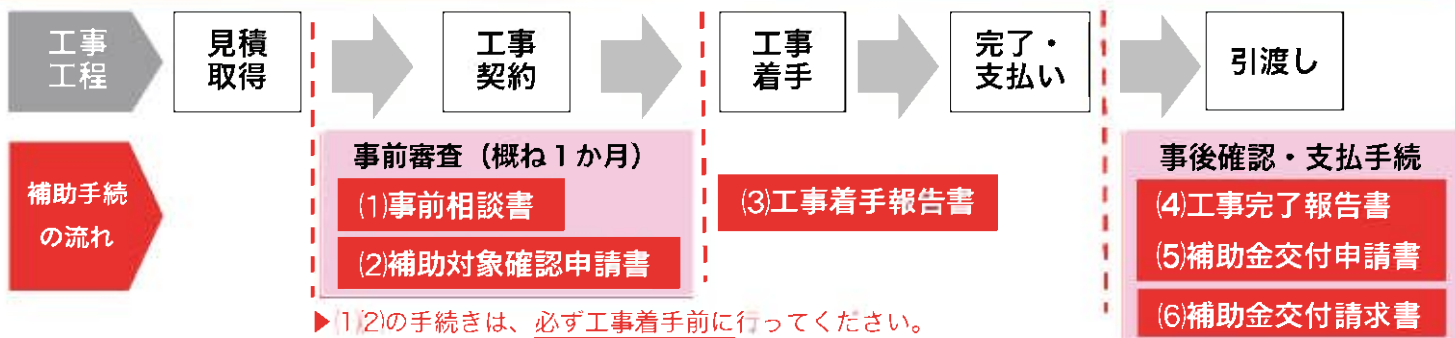 工事
工程
見積
取得
工事
契約
工事
着手
完了・
支払い
引渡し
補助手続
の流れ
事前審査（概ね１か月）
⑴事前相談書
⑵補助対象確認申請書
▶⑴⑵の手続きは、必ず工事着手前に行ってください。
⑶工事着手報告書
事後確認・支払手続
⑷工事完了報告書
⑸補助金交付申請書
⑹補助金交付請求書